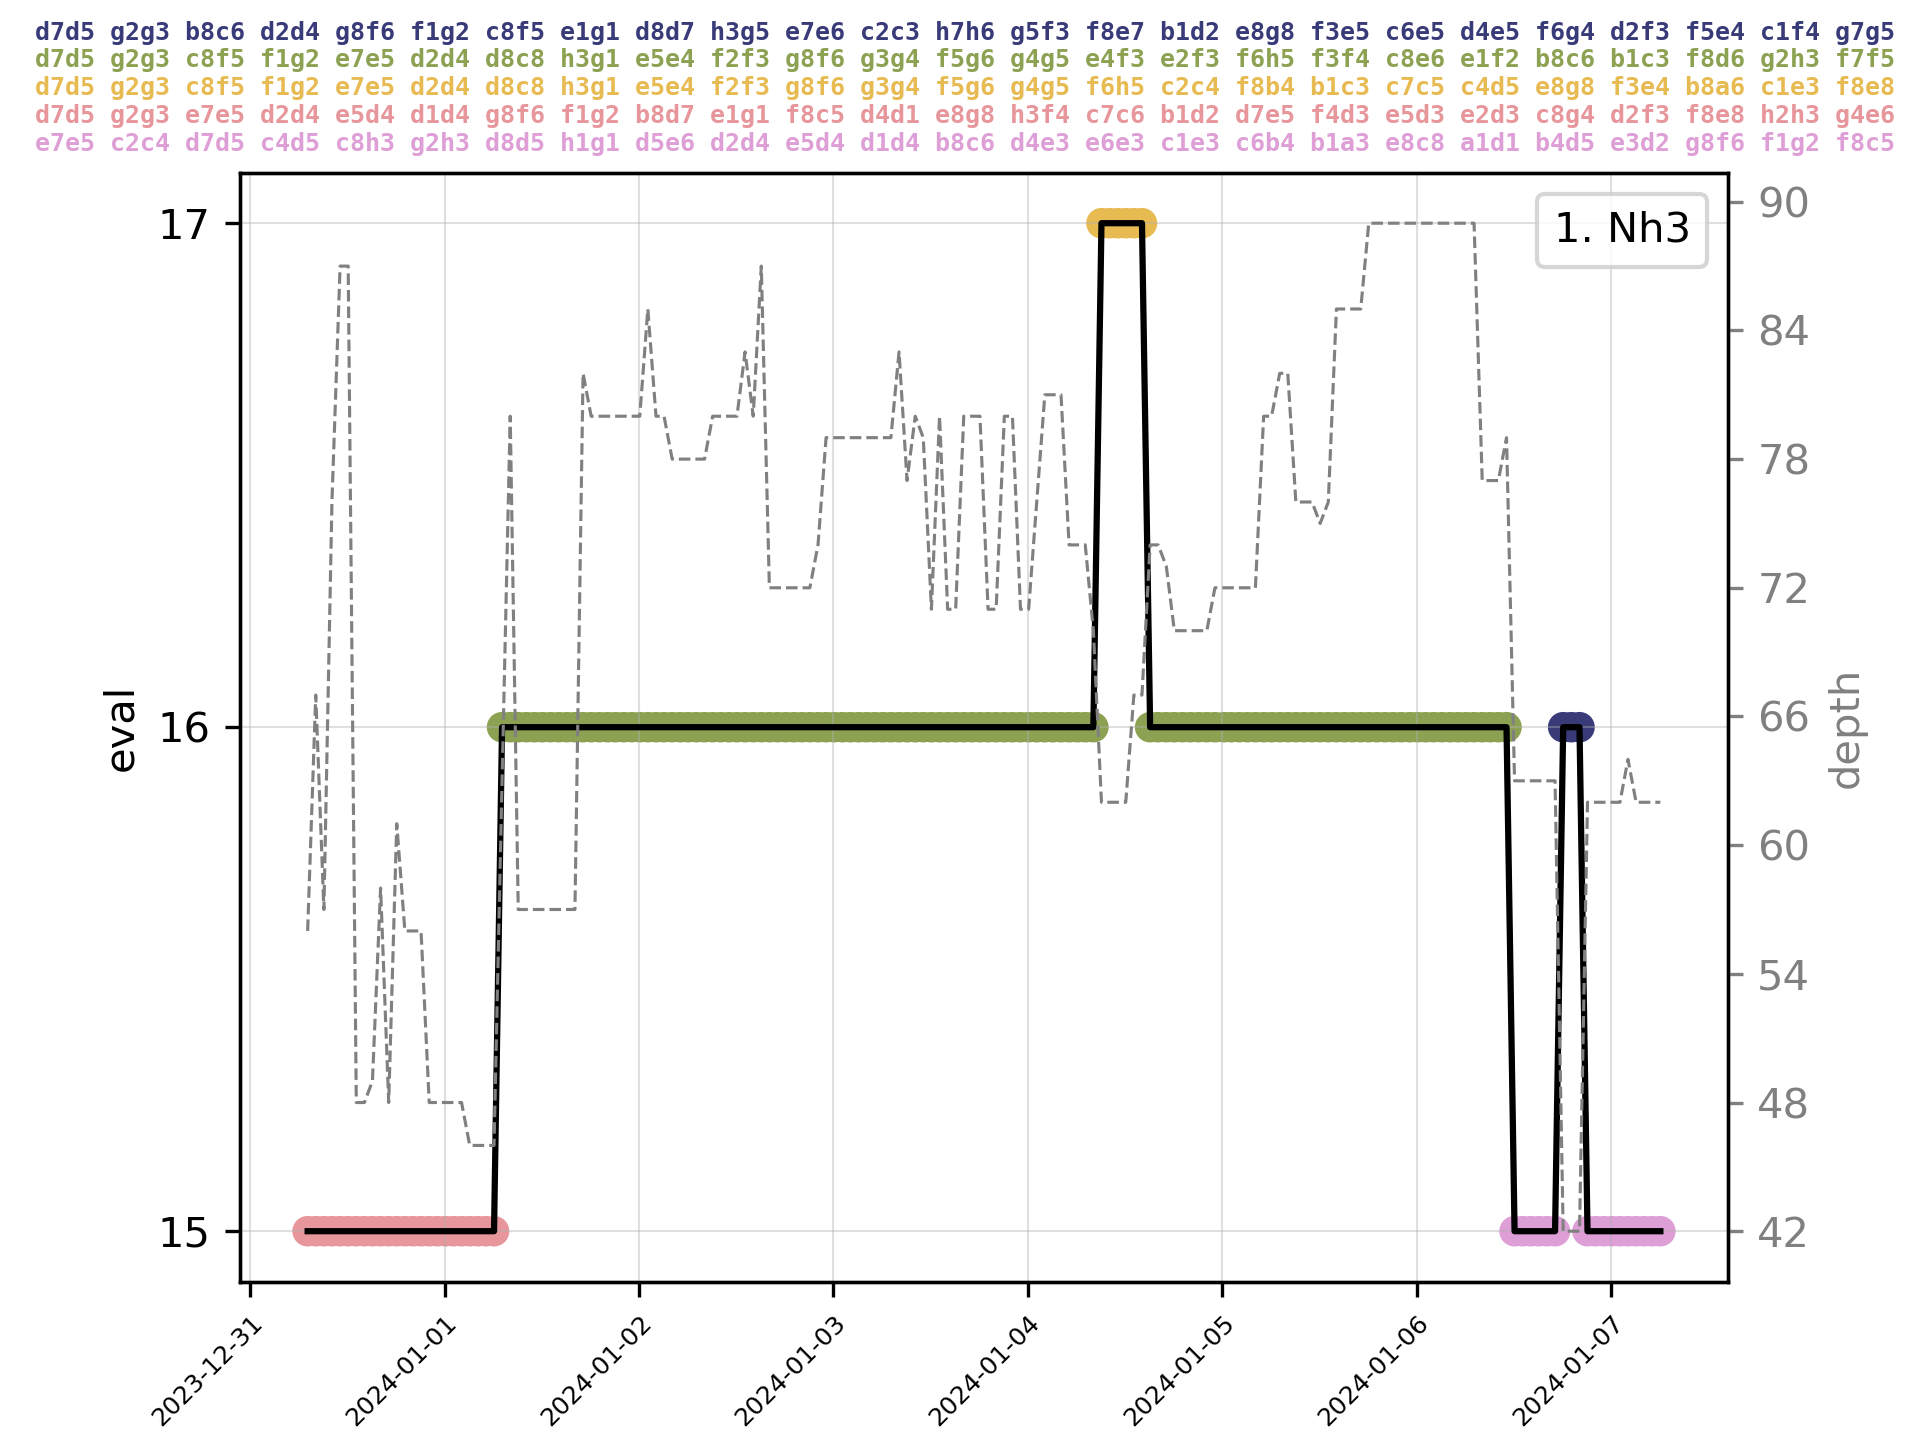 d7d5 g2g3 b8c6 d2d4 g8f6 f1g2 c8f5 e1g1 d8d7 h3g5 e7e6 c2c3 h7h6 g5f3 f8e7 b1d2 e8g8 f3e5 c6e5 d4e5 f6g4 d2f3 f5e4 c1f4 g7g5
d7d5 g2g3 c8f5 f1g2 e7e5 d2d4 d8c8 h3g1 e5e4 f2f3 g8f6 g3g4 f5g6 g4g5 e4f3 e2f3 f6h5 f3f4 c8e6 e1f2 b8c6 b1c3 f8d6 g2h3 f7f5
d7d5 g2g3 c8f5 f1g2 e7e5 d2d4 d8c8 h3g1 e5e4 f2f3 g8f6 g3g4 f5g6 g4g5 f6h5 c2c4 f8b4 b1c3 c7c5 c4d5 e8g8 f3e4 b8a6 c1e3 f8e8
d7d5 g2g3 e7e5 d2d4 e5d4 d1d4 g8f6 f1g2 b8d7 e1g1 f8c5 d4d1 e8g8 h3f4 c7c6 b1d2 d7e5 f4d3 e5d3 e2d3 c8g4 d2f3 f8e8 h2h3 g4e6
e7e5 c2c4 d7d5 c4d5 c8h3 g2h3 d8d5 h1g1 d5e6 d2d4 e5d4 d1d4 b8c6 d4e3 e6e3 c1e3 c6b4 b1a3 e8c8 a1d1 b4d5 e3d2 g8f6 f1g2 f8c5
1. Nh3
17
16
15
eval
90
84
78
72
66
60
54
48
42
depth
2023-12-31
2024-01-01
2024-01-02
2024-01-03
2024-01-04
2024-01-05
2024-01-06
2024-01-07